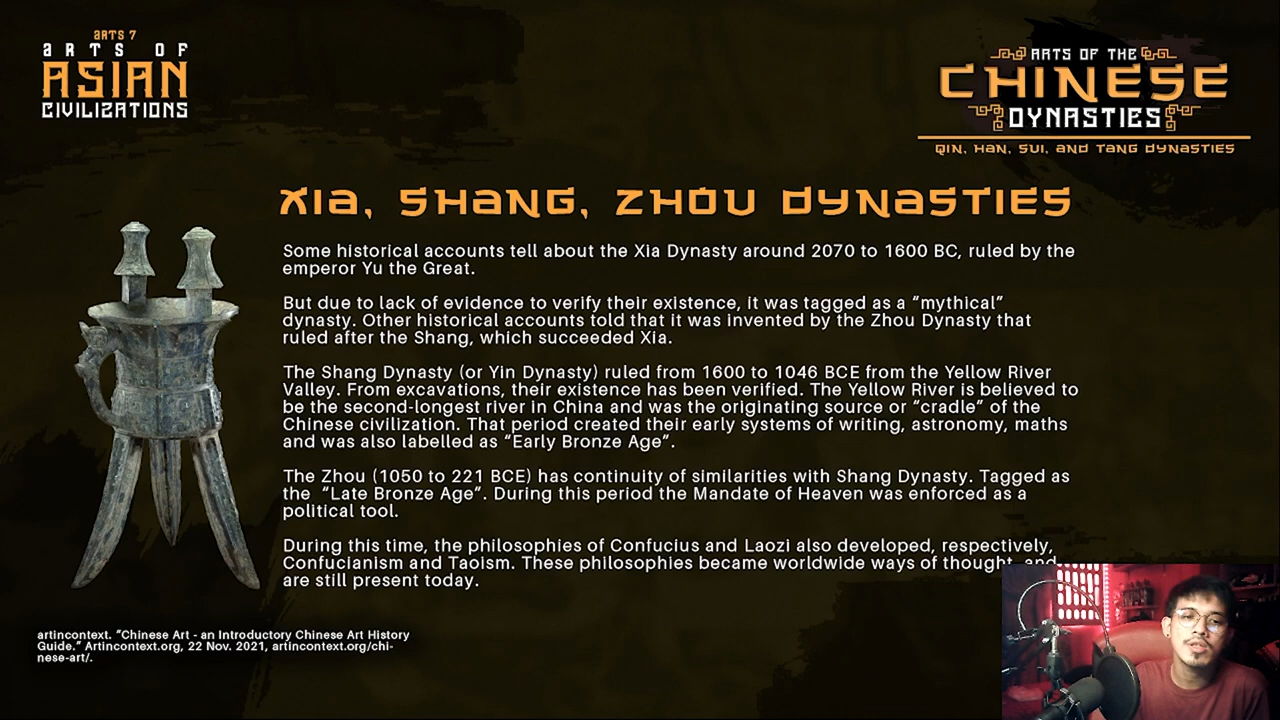 ARTS 7
ARTS OF
ASIAN
CIVILIZATIONS
ARTS OF THE
CHINESE
DYNASTIES
QIN, HAN, SUI, AND TANG DYNASTIES
XIA, SHANG, ZHOU DYNASTIES
Some historical accounts tell about the Xia Dynasty around 2070 to 1600 BC, ruled by the
emperor Yu the Great.
But due to lack of evidence to verify their existence, it was tagged as a “mythical”
dynasty. Other historical accounts told that it was invented by the Zhou Dynasty that
ruled after the Shang, which succeeded Xia.
The Shang Dynasty (or Yin Dynasty) ruled from 1600 to 1046 BCE from the Yellow River
Valley. From excavations, their existence has been verified. The Yellow River is believed to
be the second-longest river in China and was the originating source or “cradle” of the
Chinese civilization. That period created their early systems of writing, astronomy, maths
and was also labelled as “Early Bronze Age”.
The Zhou (1050 to 221 BCE) has continuity of similarities with Shang Dynasty. Tagged as
the “Late Bronze Age”. During this period the Mandate of Heaven was enforced as a
political tool.
During this time, the philosophies of Confucius and Laozi also developed, respectively,
Confucianism and Taoism. These philosophies became worldwide ways of thought, and
are still present today.
artincontext. “Chinese Art - an Introductory Chinese Art History
Guide.” Artincontext.org, 22 Nov. 2021, artincontext.org/chi-
nese-art/.